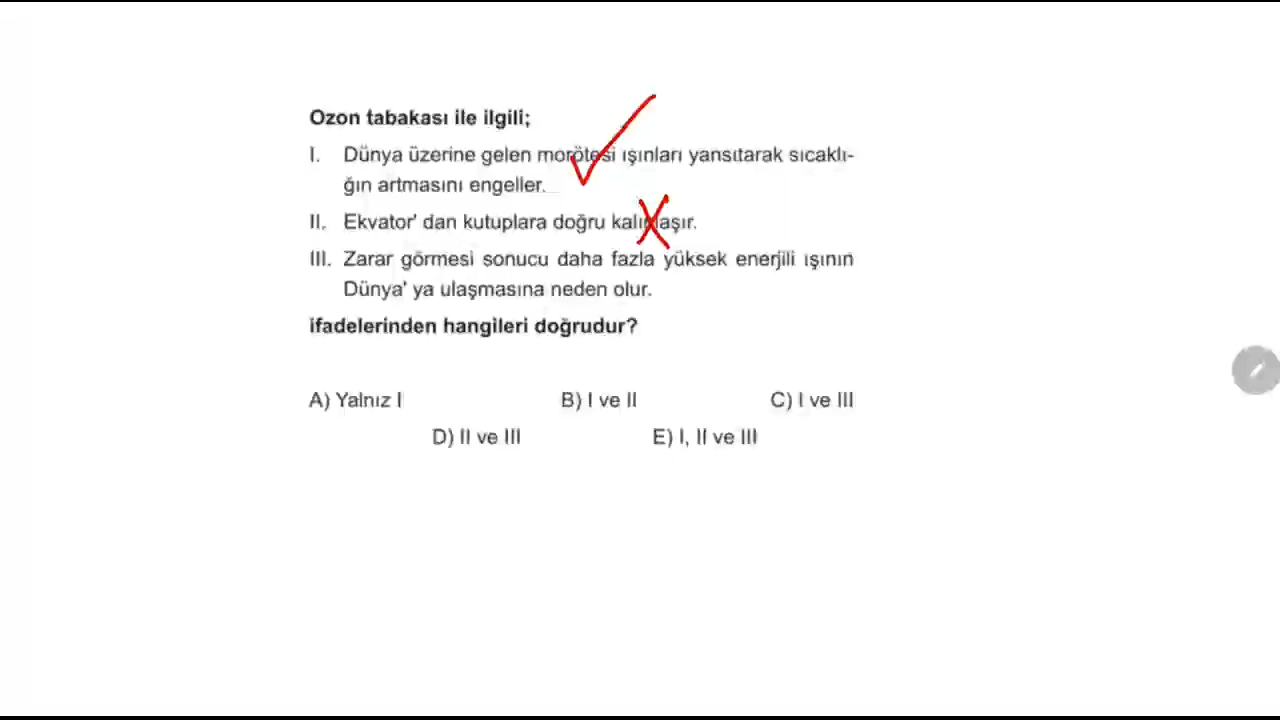 Ozon tabakası ile ilgili;
I. Dünya üzerine gelen morötesi ışınları yansıtarak sıcaklı-
ğın artmasını engeller.
II. Ekvator' dan kutuplara doğru kalınlaşır.
III. Zarar görmesi sonucu daha fazla yüksek enerjili ışının
Dünya' ya ulaşmasına neden olur.
ifadelerinden hangileri doğrudur?
A) Yalnız I B) I ve II C) I ve III
D) II ve III E) I, II ve III